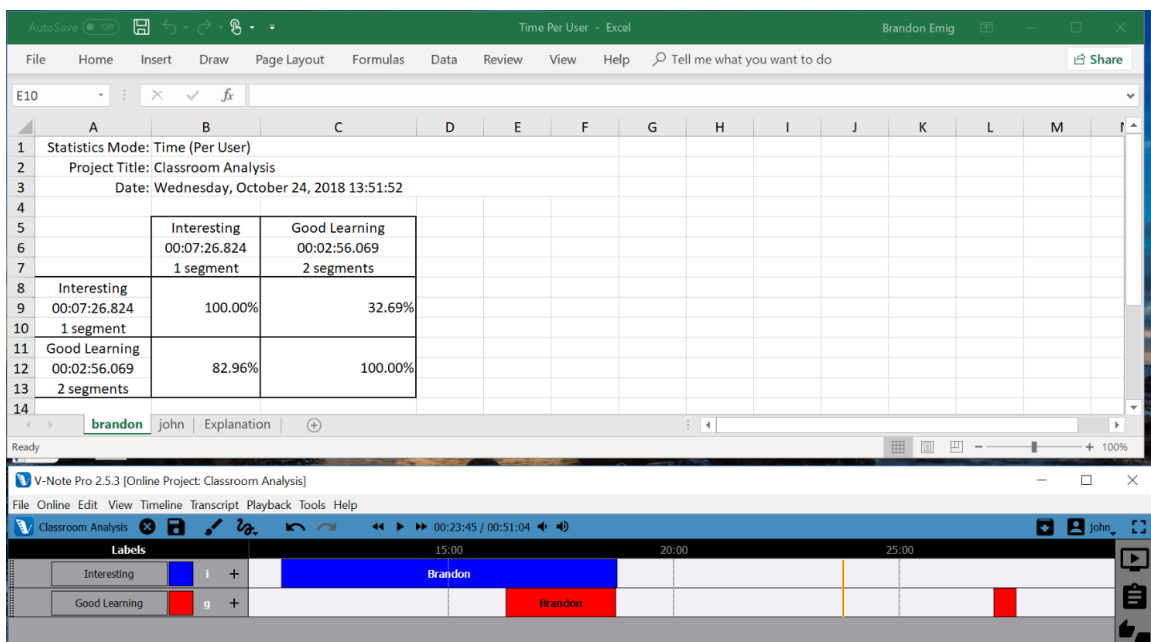 AutoSave Off Time Per User - Excel Brandon Emig
File Home Insert Draw Page Layout Formulas Data Review View Help Tell me what you want to do Share
E10 fx
A B C D E F G H I J K L M
1 Statistics Mode: Time (Per User)
2 Project Title: Classroom Analysis
3 Date: Wednesday, October 24, 2018 13:51:52
4
5 Interesting Good Learning
6 00:07:26.824 00:02:56.069
7 1 segment 2 segments
8 Interesting
9 00:07:26.824 100.00% 32.69%
10 1 segment
11 Good Learning
12 00:02:56.069 82.96% 100.00%
13 2 segments
14
brandon john Explanation
Ready 100%
V-Note Pro 2.5.3 [Online Project: Classroom Analysis]
File Online Edit View Timeline Transcript Playback Tools Help
Classroom Analysis 00:23:45 / 00:51:04 john
Labels 15:00 20:00 25:00
Interesting i + Brandon
Good Learning g + Brandon